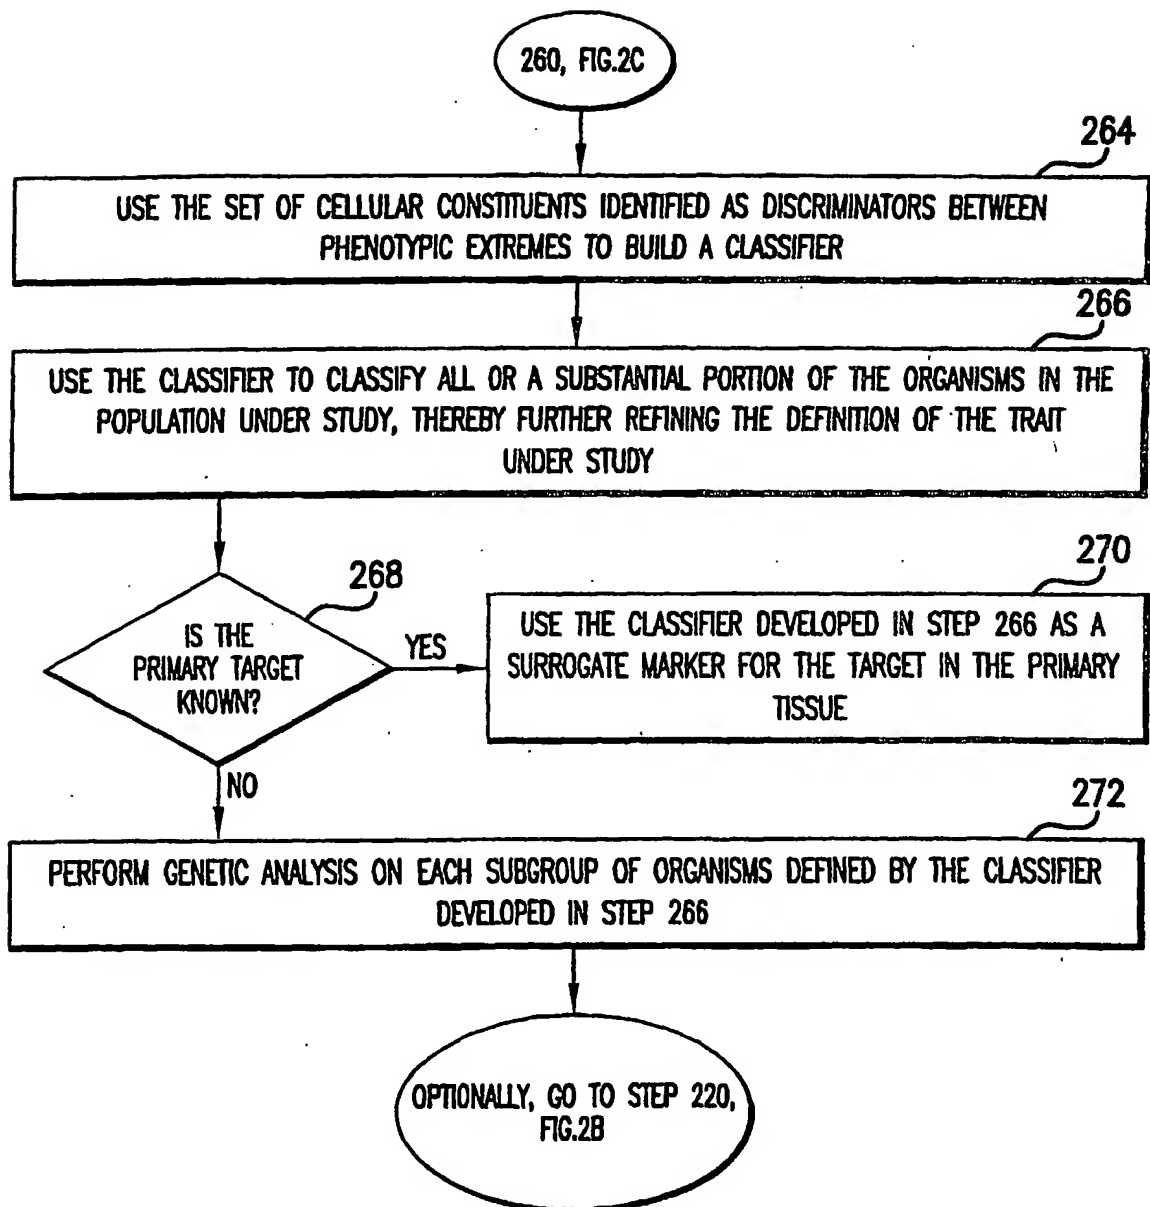 260, FIG.2C
264
USE THE SET OF CELLULAR CONSTITUENTS IDENTIFIED AS DISCRIMINATORS BETWEEN
PHENOTYPIC EXTREMES TO BUILD A CLASSIFIER
266
USE THE CLASSIFIER TO CLASSIFY ALL OR A SUBSTANTIAL PORTION OF THE ORGANISMS IN THE
POPULATION UNDER STUDY, THEREBY FURTHER REFINING THE DEFINITION OF THE TRAIT
UNDER STUDY
268
IS THE
PRIMARY TARGET
KNOWN?
YES
270
USE THE CLASSIFIER DEVELOPED IN STEP 266 AS A
SURROGATE MARKER FOR THE TARGET IN THE PRIMARY
TISSUE
NO
272
PERFORM GENETIC ANALYSIS ON EACH SUBGROUP OF ORGANISMS DEFINED BY THE CLASSIFIER
DEVELOPED IN STEP 266
OPTIONALLY, GO TO STEP 220,
FIG.2B